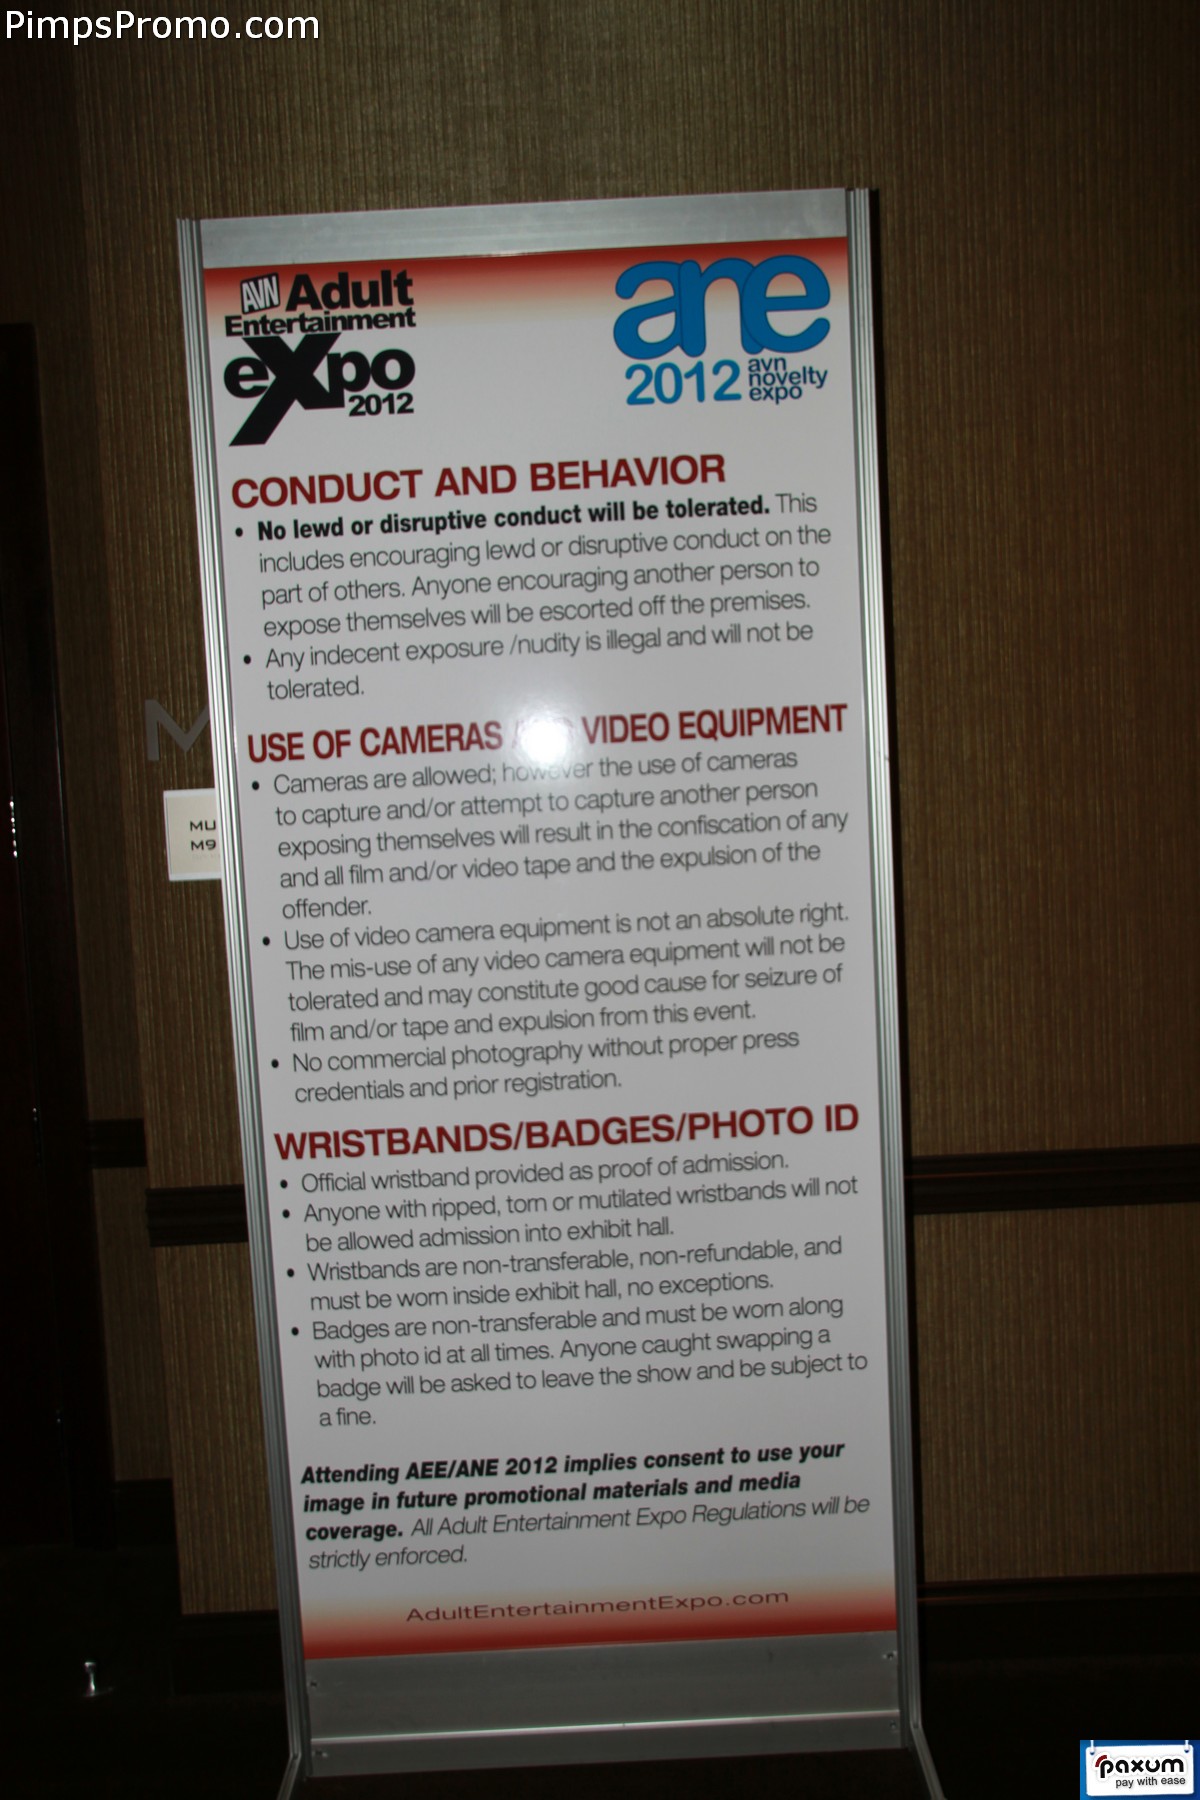 PimpsPromo.com
AVN Adult
Entertainment
eXpo
2012
ane
2012 avn
novelty
expo
CONDUCT AND BEHAVIOR
• No lewd or disruptive conduct will be tolerated. This
includes encouraging lewd or disruptive conduct on the
part of others. Anyone encouraging another person to
expose themselves will be escorted off the premises.
• Any indecent exposure /nudity is illegal and will not be
tolerated.
USE OF CAMERAS AND VIDEO EQUIPMENT
• Cameras are allowed; however the use of cameras
to capture and/or attempt to capture another person
exposing themselves will result in the confiscation of any
and all film and/or video tape and the expulsion of the
offender.
• Use of video camera equipment is not an absolute right.
The mis-use of any video camera equipment will not be
tolerated and may constitute good cause for seizure of
film and/or tape and expulsion from this event.
• No commercial photography without proper press
credentials and prior registration.
WRISTBANDS/BADGES/PHOTO ID
• Official wristband provided as proof of admission.
• Anyone with ripped, torn or mutilated wristbands will not
be allowed admission into exhibit hall.
• Wristbands are non-transferable, non-refundable, and
must be worn inside exhibit hall, no exceptions.
• Badges are non-transferable and must be worn along
with photo id at all times. Anyone caught swapping a
badge will be asked to leave the show and be subject to
a fine.
Attending AEE/ANE 2012 implies consent to use your
image in future promotional materials and media
coverage. All Adult Entertainment Expo Regulations will be
strictly enforced.
AdultEntertainmentExpo.com
M
MU
M9
paxum
pay with ease